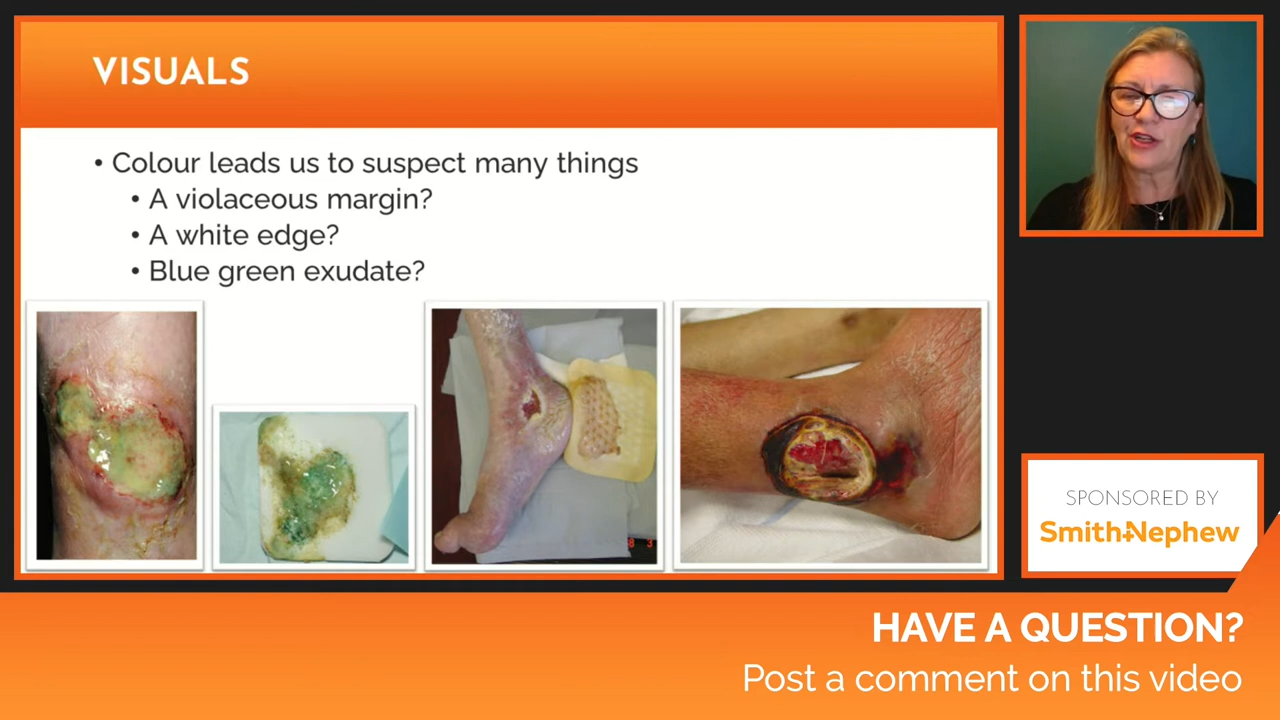 VISUALS
• Colour leads us to suspect many things
• A violaceous margin?
• A white edge?
• Blue green exudate?
SPONSORED BY
Smith+Nephew
HAVE A QUESTION?
Post a comment on this video